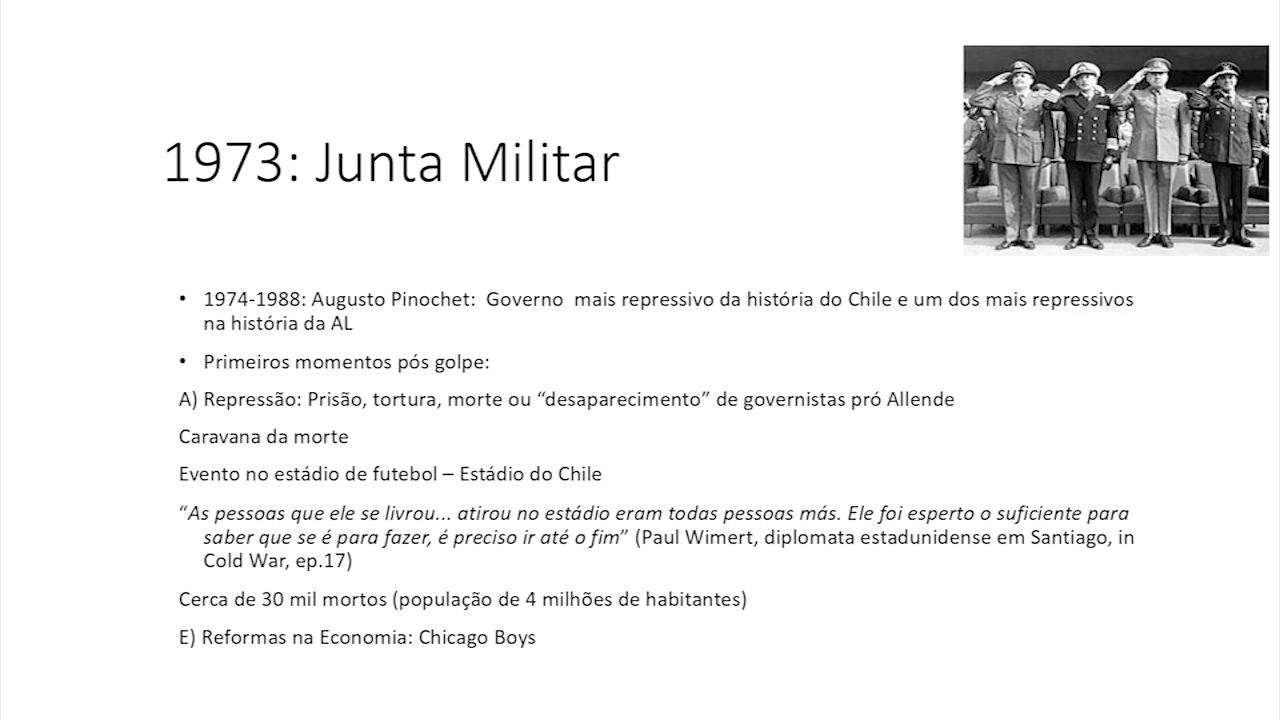 1973: Junta Militar
• 1974-1988: Augusto Pinochet:  Governo  mais repressivo da história do Chile e um dos mais repressivos
na história da AL
• Primeiros momentos pós golpe:
A) Repressão: Prisão, tortura, morte ou “desaparecimento” de governistas pró Allende
Caravana da morte
Evento no estádio de futebol – Estádio do Chile
“As pessoas que ele se livrou... atirou no estádio eram todas pessoas más. Ele foi esperto o suficiente para
saber que se é para fazer, é preciso ir até o fim” (Paul Wimert, diplomata estadunidense em Santiago, in
Cold War, ep.17)
Cerca de 30 mil mortos (população de 4 milhões de habitantes)
E) Reformas na Economia: Chicago Boys